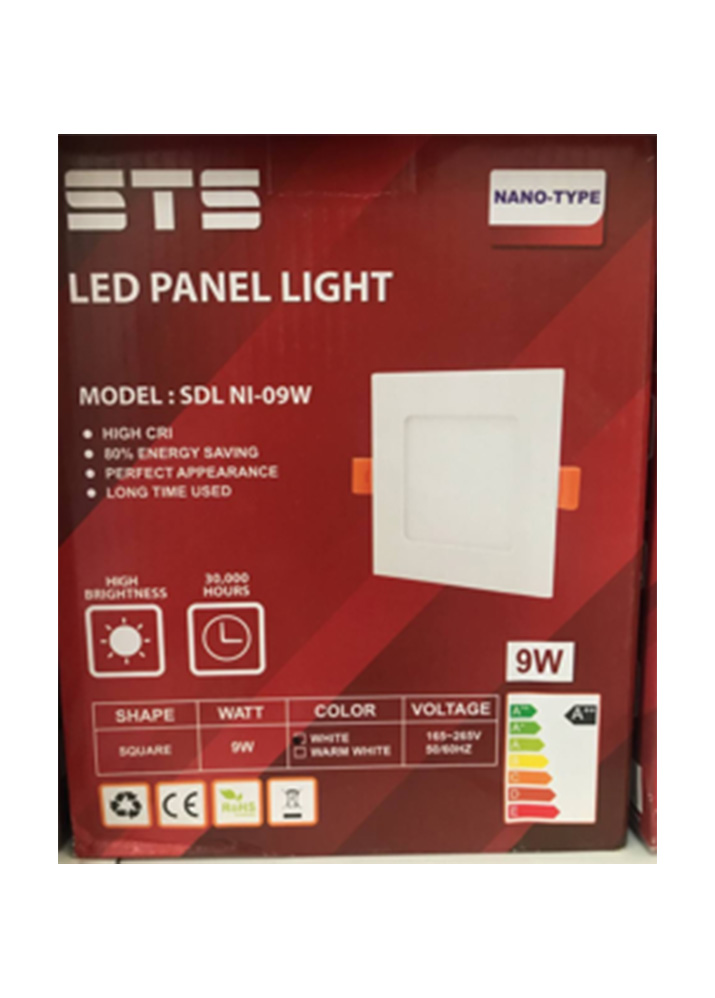 STS
NANO-TYPE
LED PANEL LIGHT
MODEL : SDL NI-09W
HIGH CRI
80% ENERGY SAVING
PERFECT APPEARANCE
LONG TIME USED
HIGH BRIGHTNESS
30,000 HOURS
9W
SHAPE WATT COLOR VOLTAGE
SQUARE 9W WHITE 165~265V
WARM WHITE 50/60HZ
A++
A++
A+
A
C
D
E
CE
RoHS